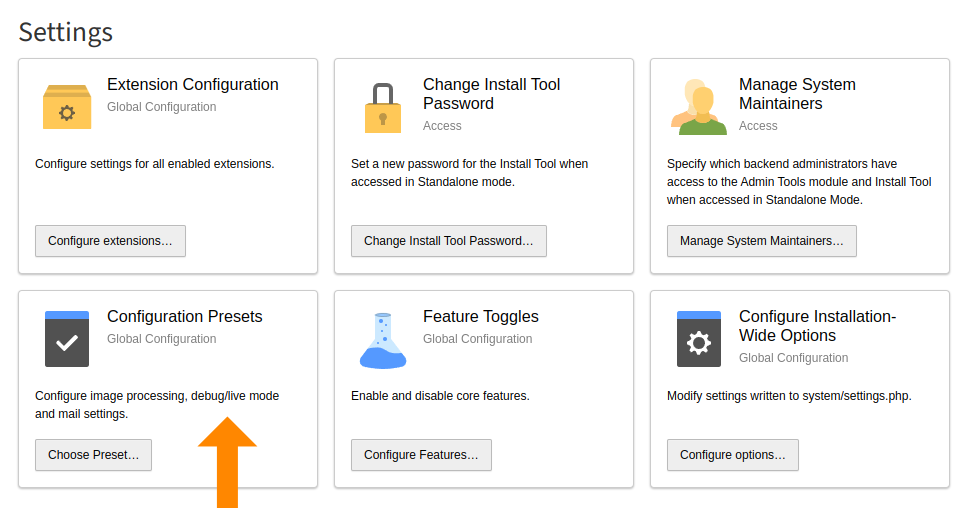 Settings
Extension Configuration
Global Configuration
Configure settings for all enabled extensions.
Configure extensions…
Change Install Tool
Password
Access
Set a new password for the Install Tool when
accessed in Standalone mode.
Change Install Tool Password…
Manage System
Maintainers
Access
Specify which backend administrators have
access to the Admin Tools module and Install Tool
when accessed in Standalone Mode.
Manage System Maintainers…
Configuration Presets
Global Configuration
Configure image processing, debug/live mode
and mail settings.
Choose Preset…
Feature Toggles
Global Configuration
Enable and disable core features.
Configure Features…
Configure Installation-
Wide Options
Global Configuration
Modify settings written to system/settings.php.
Configure options…